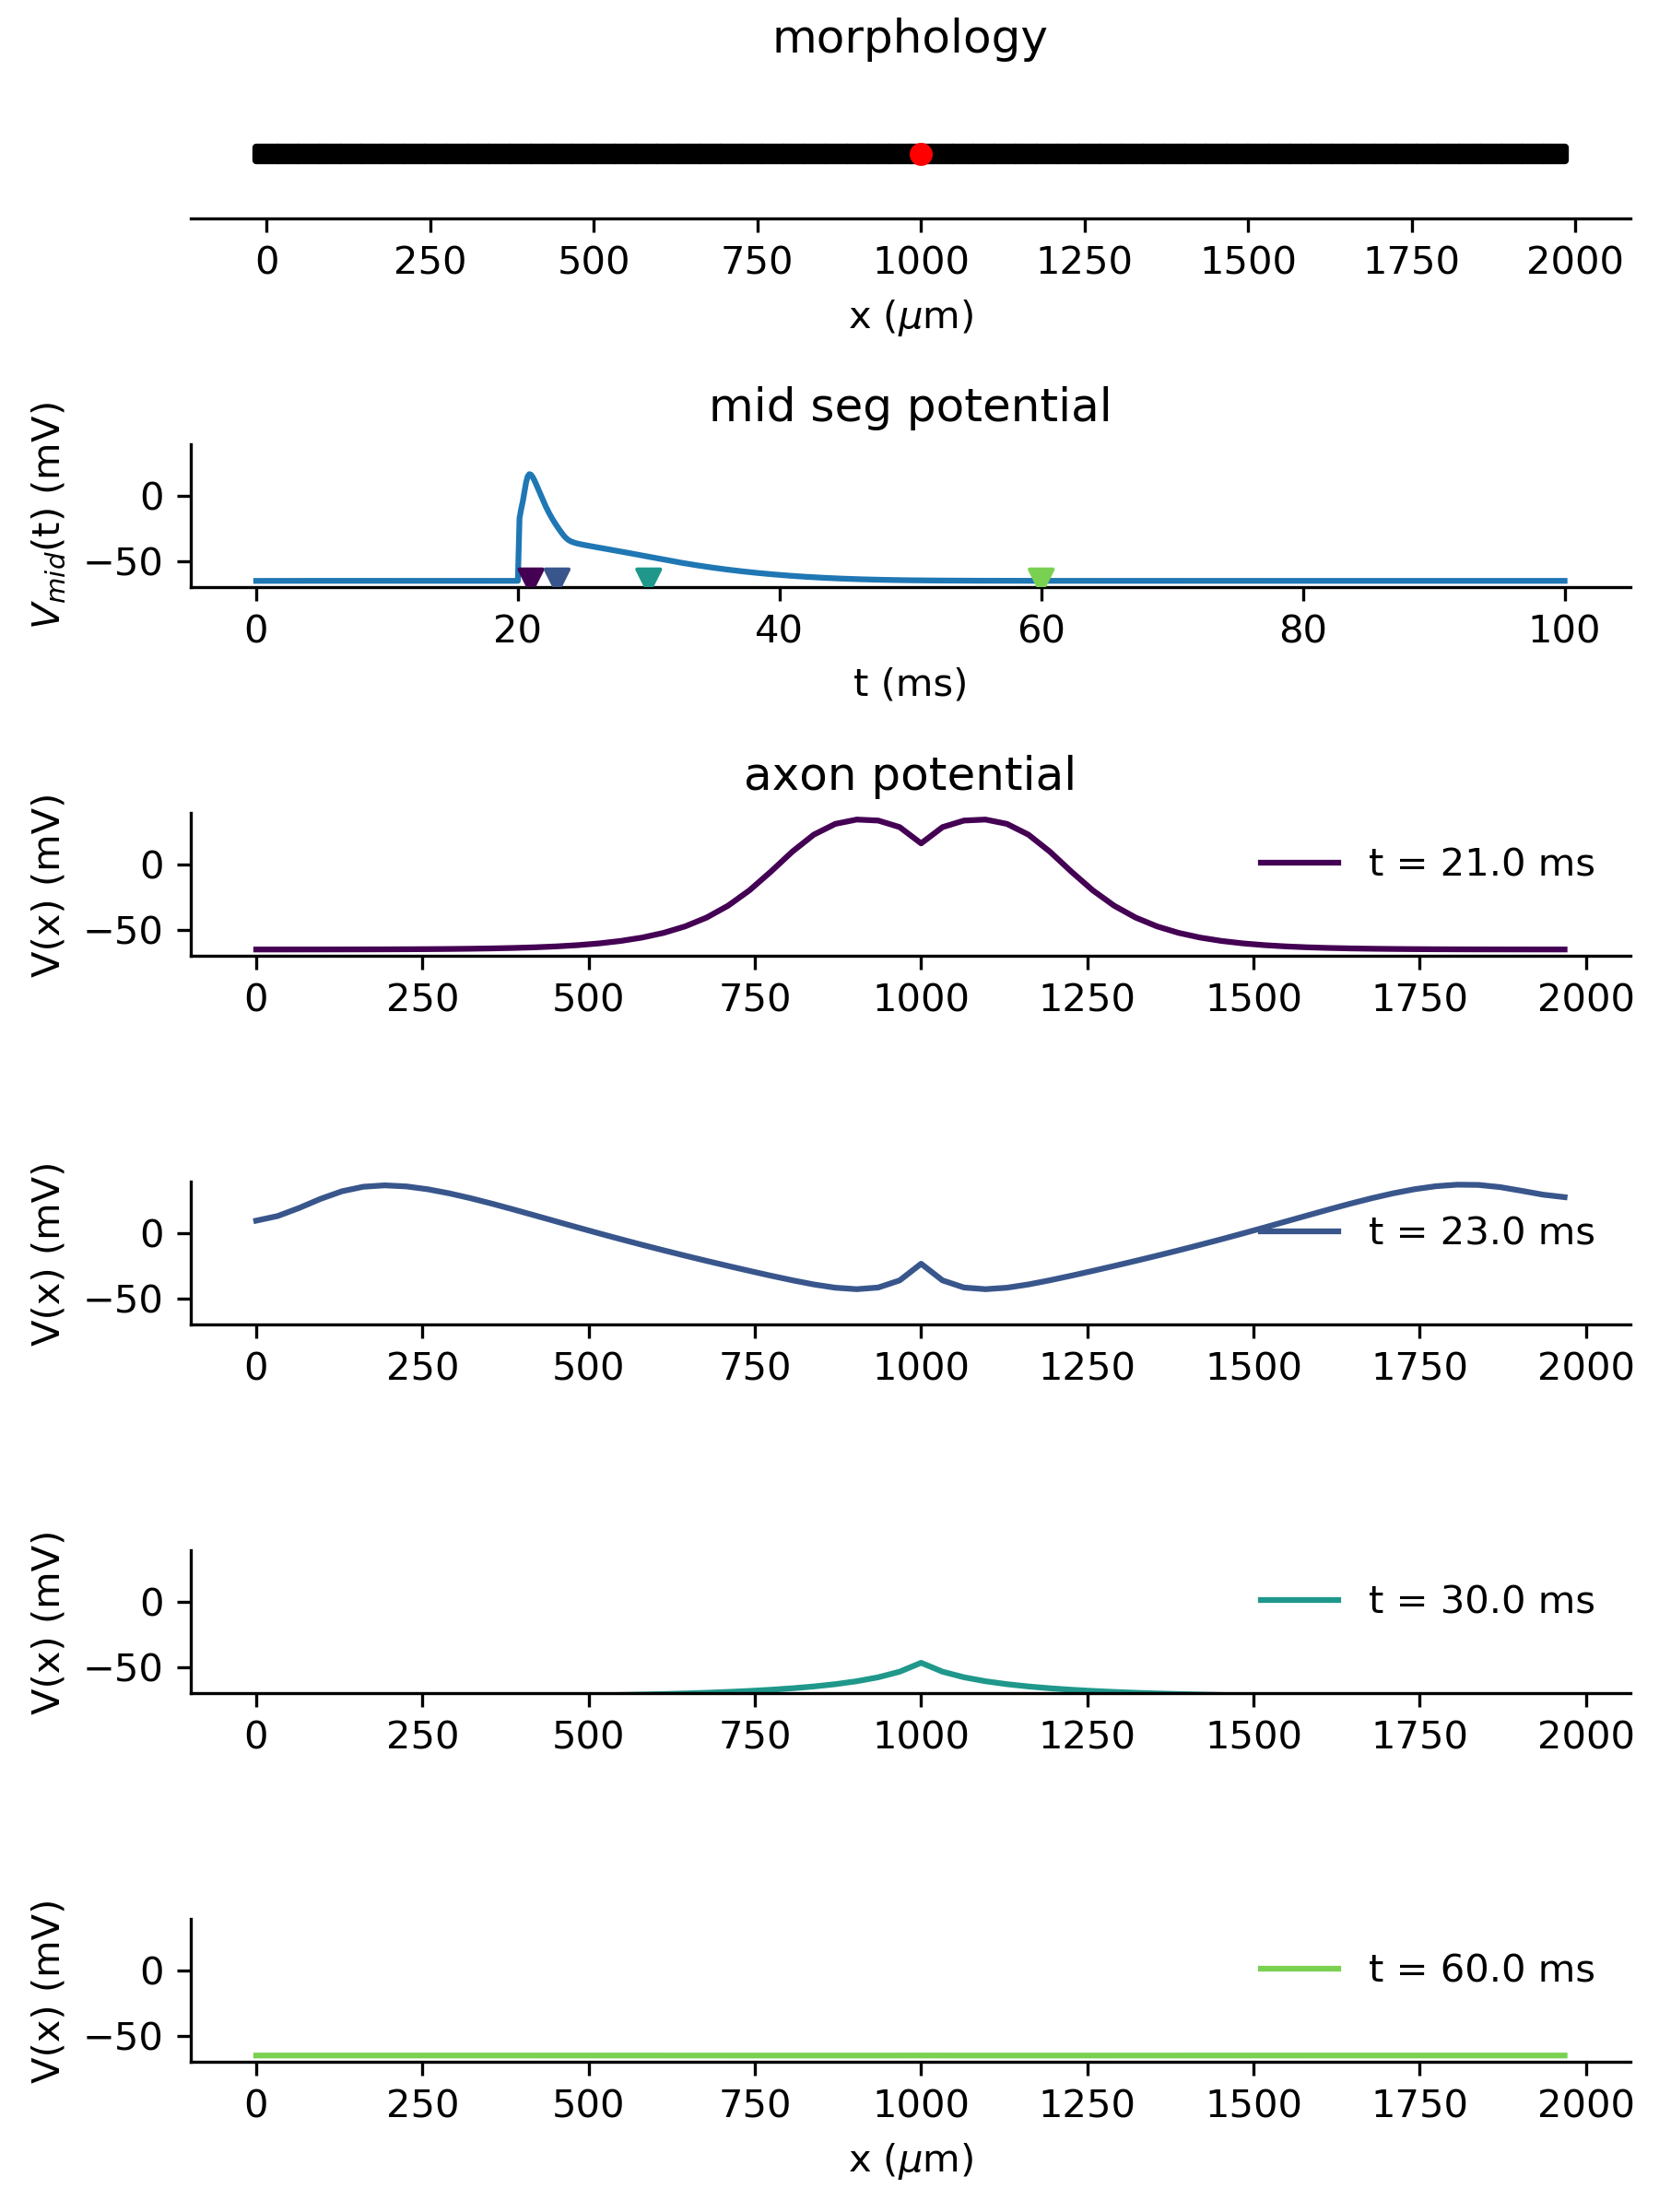 morphology
0 250 500 750 1000 1250 1500 1750 2000
x (μm)
mid seg potential
V_mid(t) (mV)
0
−50
0 20 40 60 80 100
t (ms)
axon potential
V(x) (mV)
0
−50
t = 21.0 ms
0 250 500 750 1000 1250 1500 1750 2000
V(x) (mV)
0
−50
t = 23.0 ms
0 250 500 750 1000 1250 1500 1750 2000
V(x) (mV)
0
−50
t = 30.0 ms
0 250 500 750 1000 1250 1500 1750 2000
V(x) (mV)
0
−50
t = 60.0 ms
0 250 500 750 1000 1250 1500 1750 2000
x (μm)